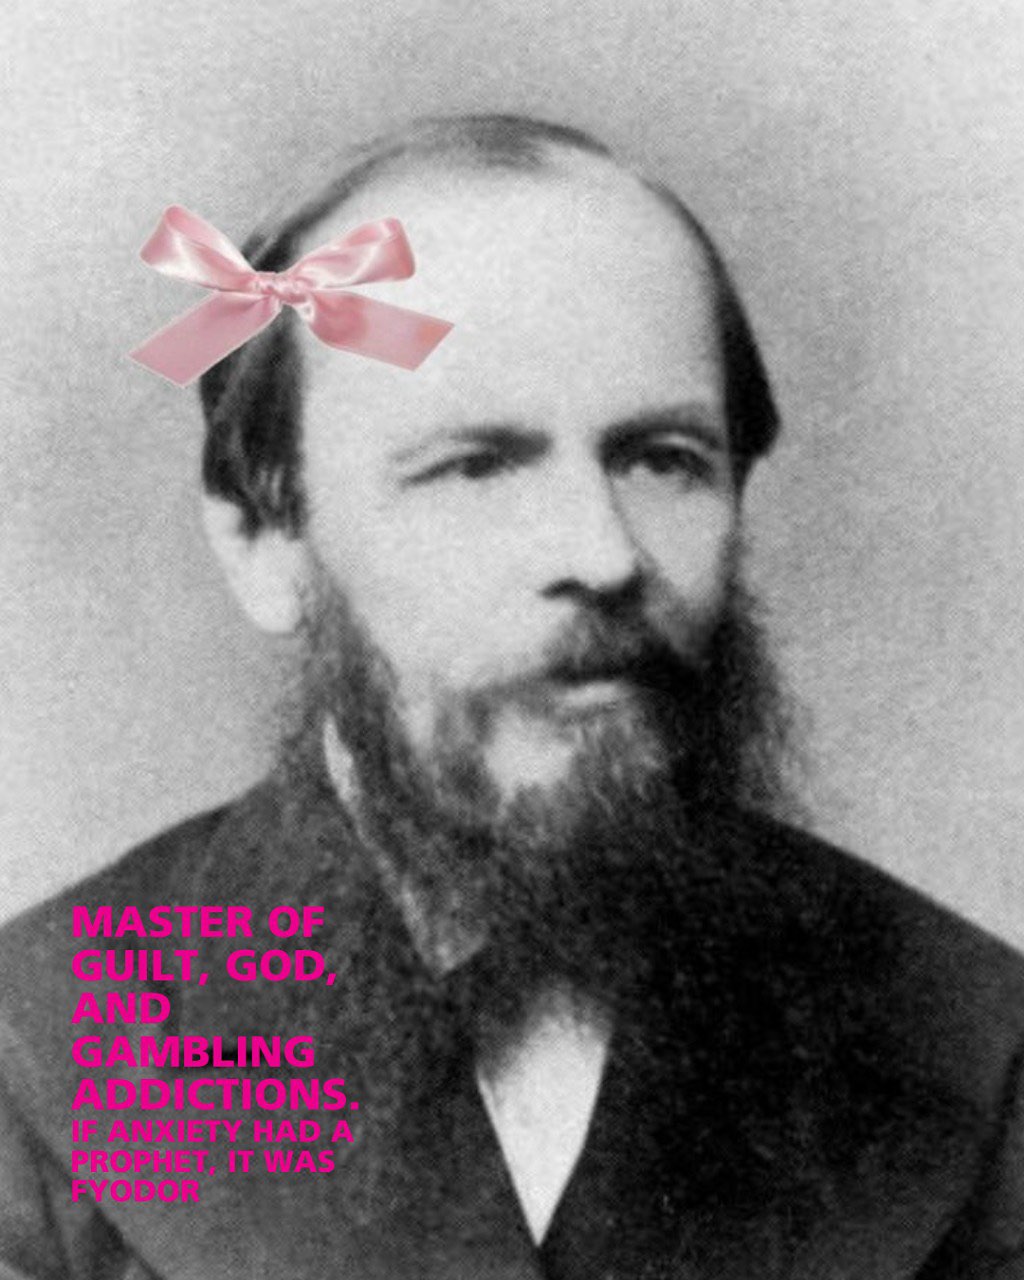 MASTER OF
GUILT, GOD,
AND
GAMBLING
ADDICTIONS.
IF ANXIETY HAD A
PROPHET, IT WAS
FYODOR